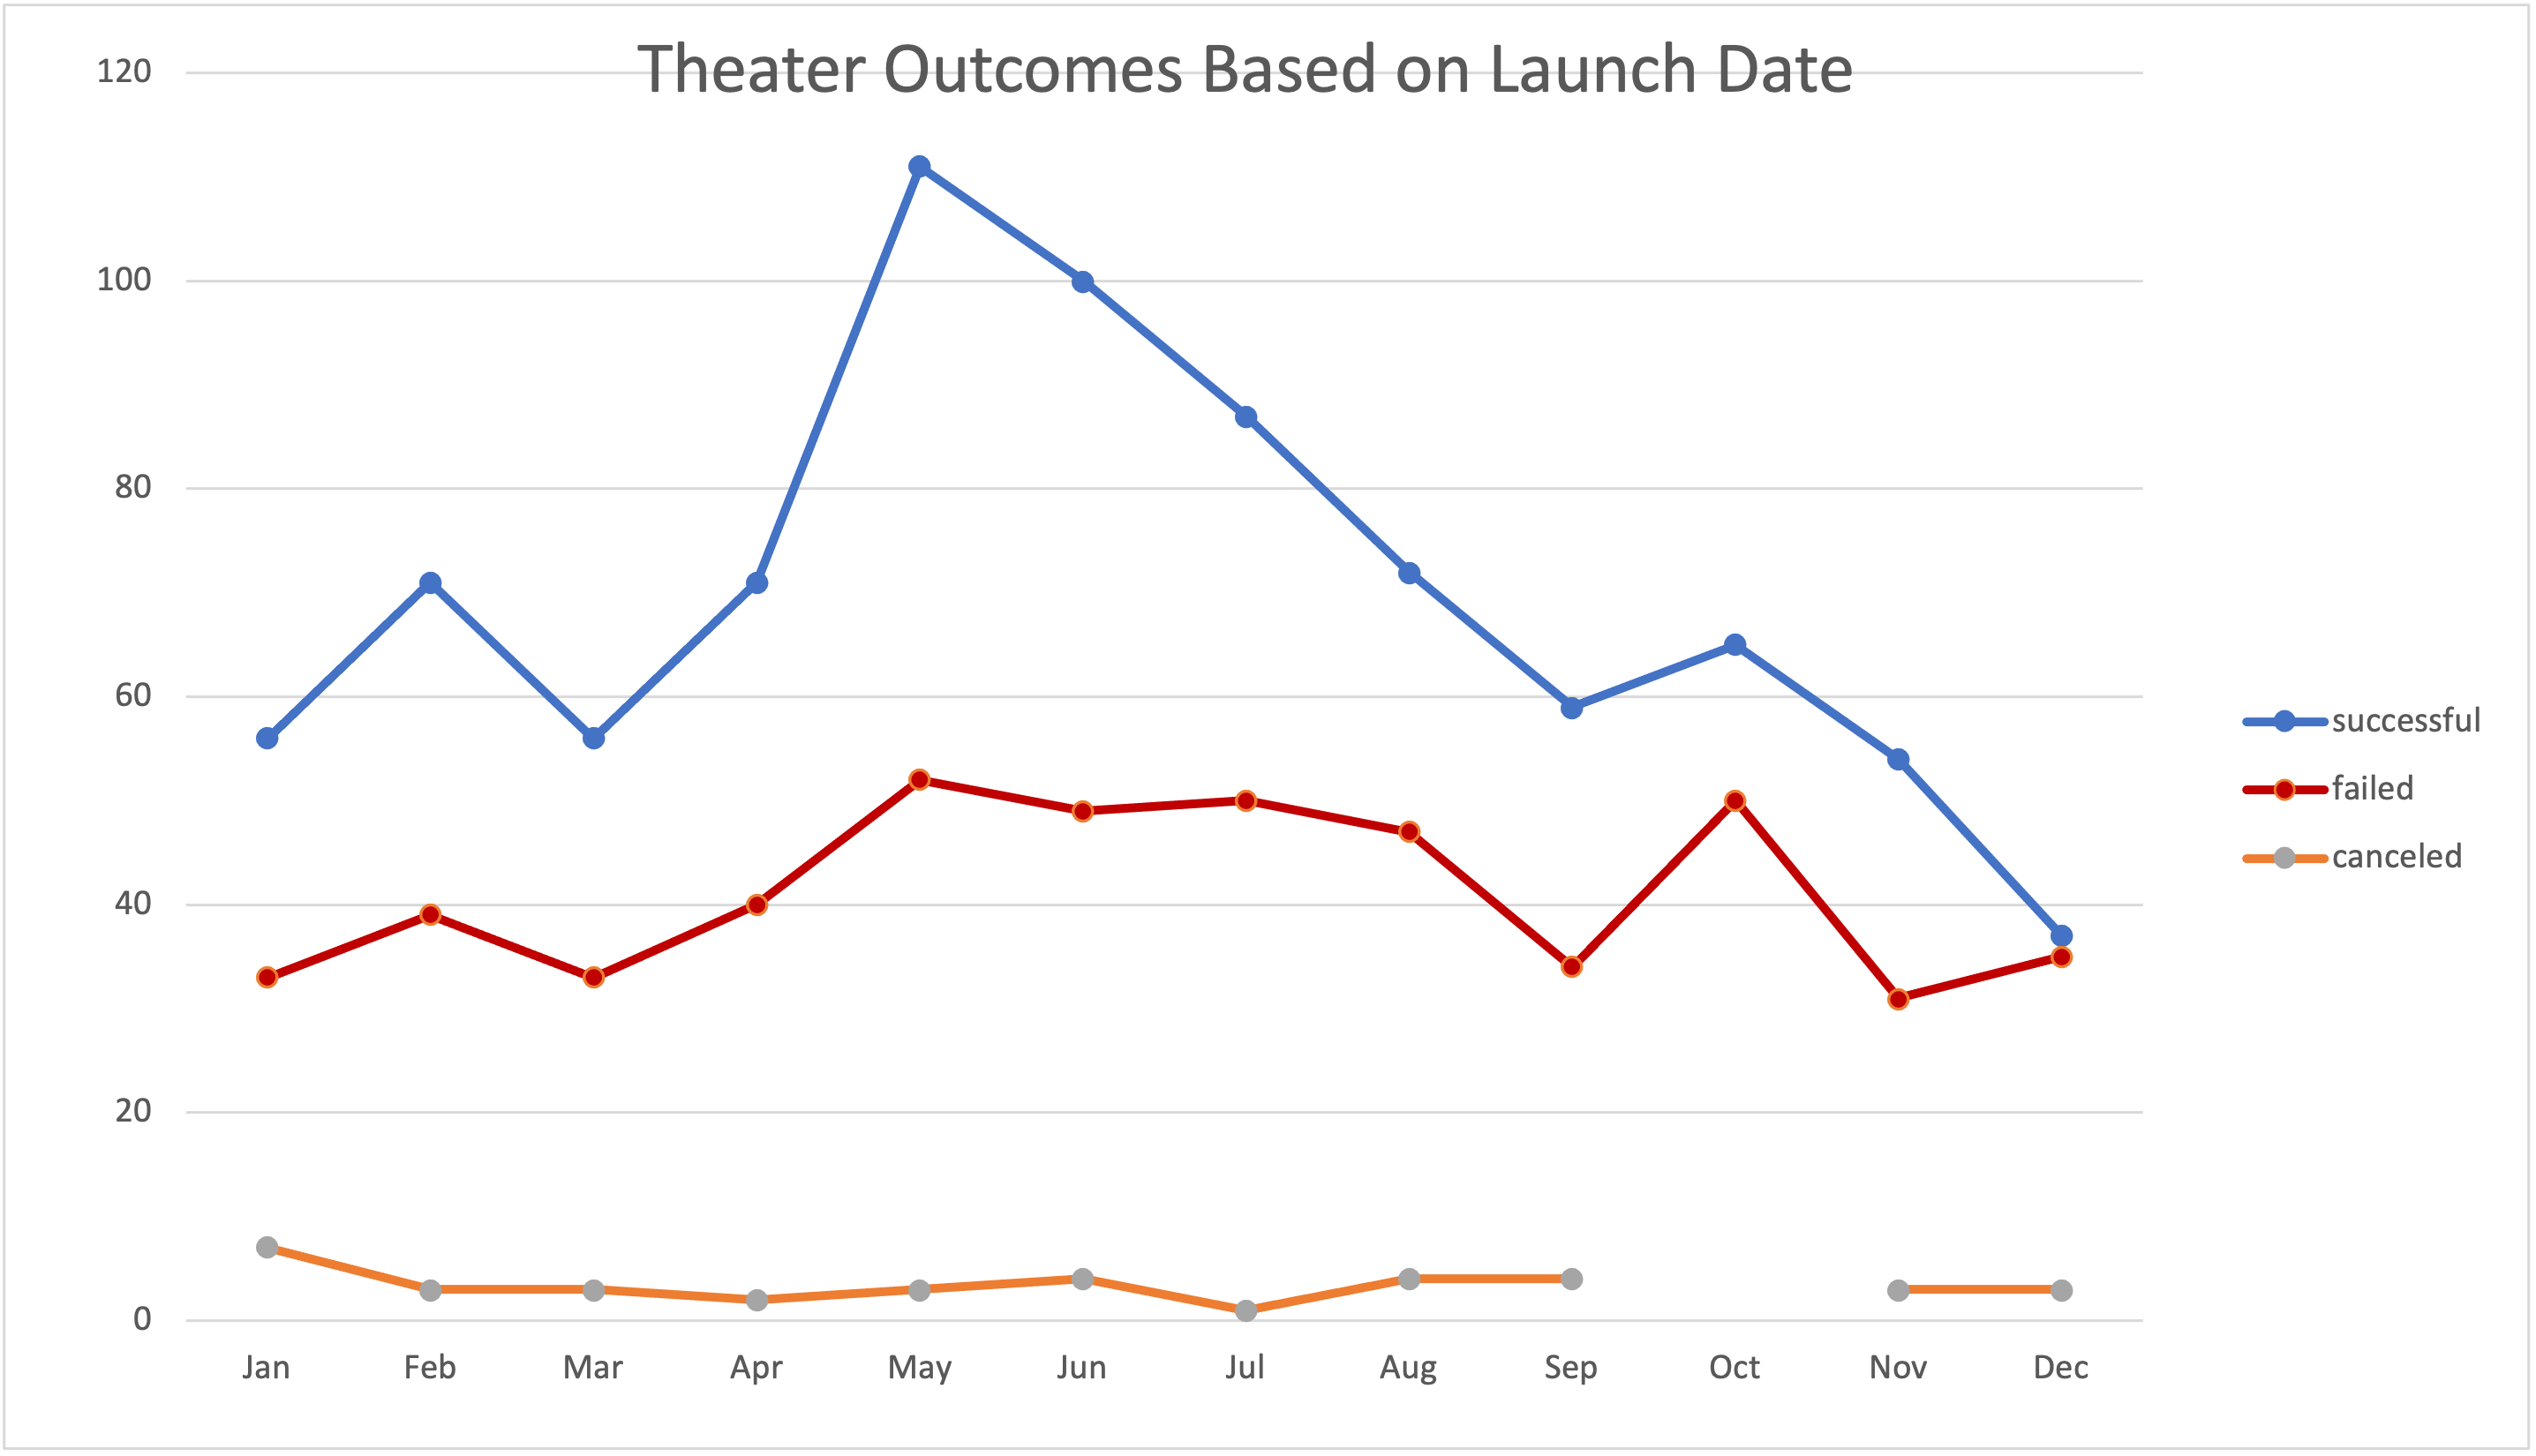 Theater Outcomes Based on Launch Date
120
100
80
60
40
20
0
Jan Feb Mar Apr May Jun Jul Aug Sep Oct Nov Dec
successful
failed
canceled